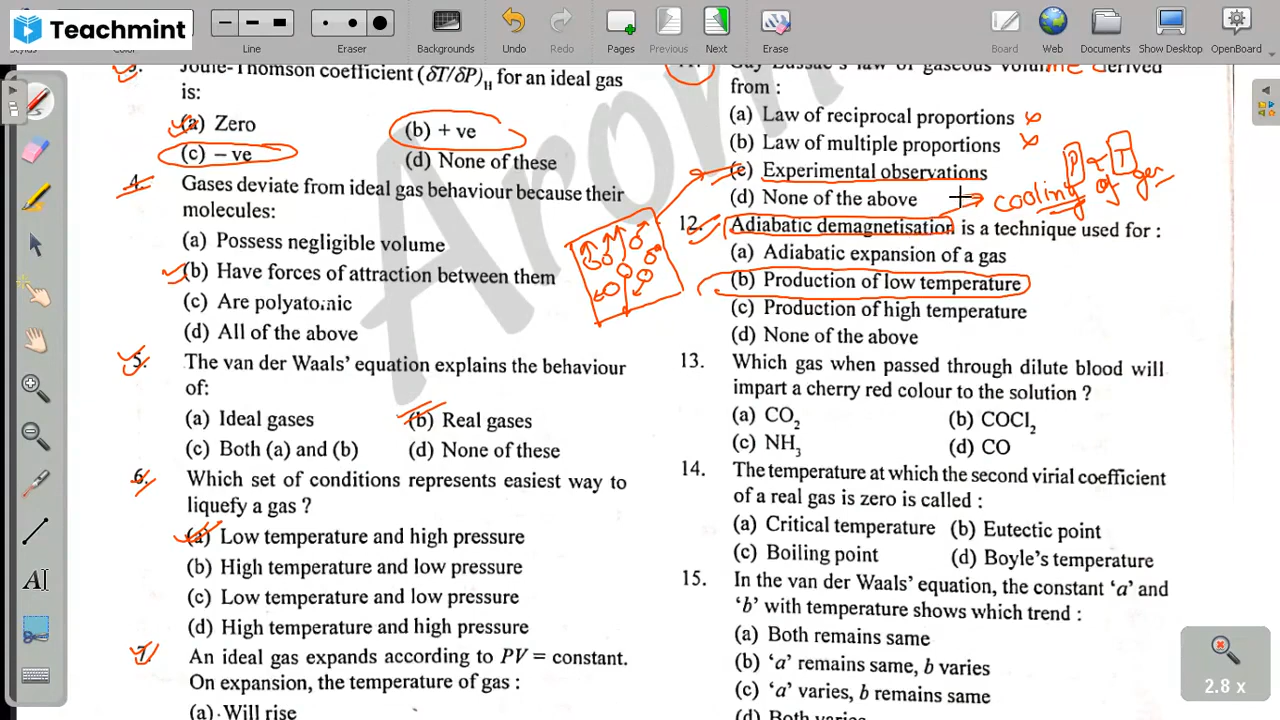 Teachmint
Line
Eraser
Backgrounds
Undo
Redo
Pages
Previous
Next
Erase
Board
Web
Documents
Show Desktop
OpenBoard
Joule-Thomson coefficient (δT/δP)H for an ideal gas
is:
(a) Zero
(b) + ve
(c) – ve
(d) None of these
4.
Gases deviate from ideal gas behaviour because their
molecules:
(a) Possess negligible volume
(b) Have forces of attraction between them
(c) Are polyatomic
(d) All of the above
5.
The van der Waals' equation explains the behaviour
of:
(a) Ideal gases
(b) Real gases
(c) Both (a) and (b)
(d) None of these
6.
Which set of conditions represents easiest way to
liquefy a gas ?
(a) Low temperature and high pressure
(b) High temperature and low pressure
(c) Low temperature and low pressure
(d) High temperature and high pressure
7.
An ideal gas expands according to PV = constant.
On expansion, the temperature of gas :
(a) Will rise
Gay Lussac's law of gaseous volume derived
from :
(a) Law of reciprocal proportions
(b) Law of multiple proportions
(c) Experimental observations
(d) None of the above
P ∝ T
cooling of gas
12.
Adiabatic demagnetisation is a technique used for :
(a) Adiabatic expansion of a gas
(b) Production of low temperature
(c) Production of high temperature
(d) None of the above
13.
Which gas when passed through dilute blood will
impart a cherry red colour to the solution ?
(a) CO2
(b) COCl2
(c) NH3
(d) CO
14.
The temperature at which the second virial coefficient
of a real gas is zero is called :
(a) Critical temperature
(b) Eutectic point
(c) Boiling point
(d) Boyle's temperature
15.
In the van der Waals' equation, the constant 'a' and
'b' with temperature shows which trend :
(a) Both remains same
(b) 'a' remains same, b varies
(c) 'a' varies, b remains same
(d) Both varies
2.8 x